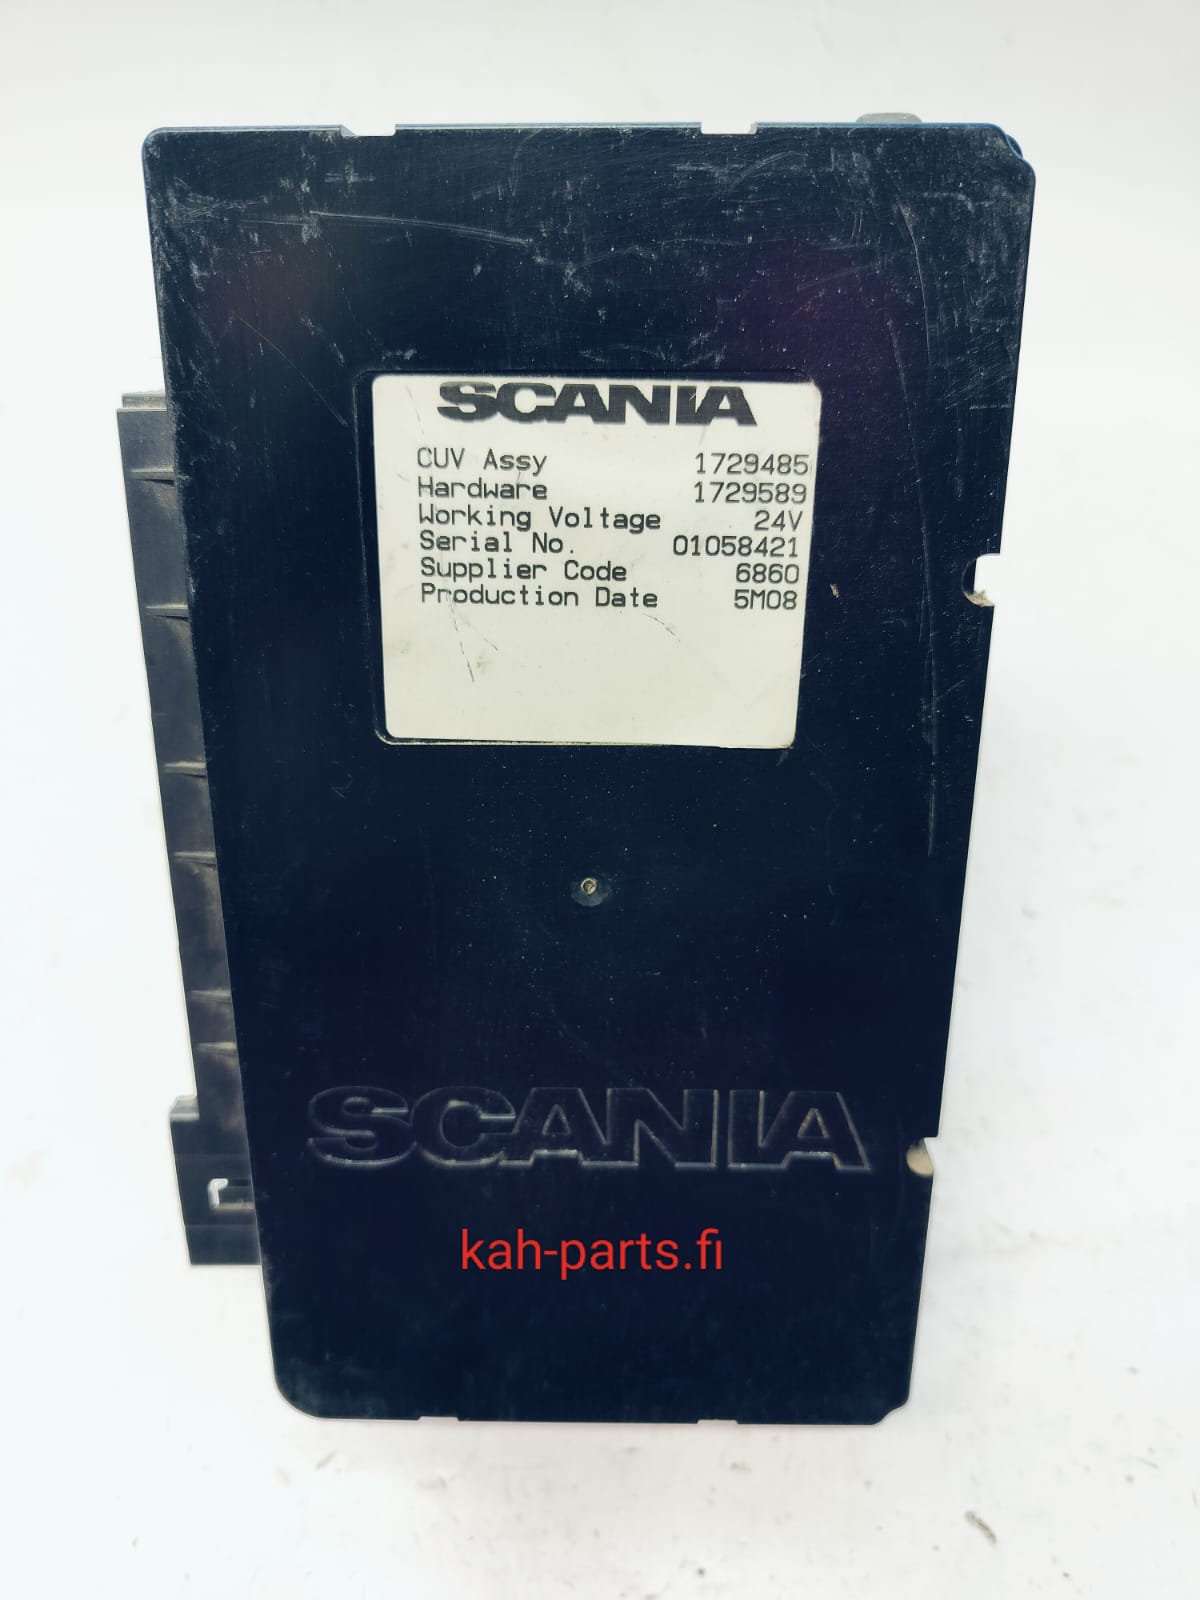 SCANIA
CUV Assy 1729485
Hardware 1729589
Working Voltage 24V
Serial No. 01058421
Supplier Code 6860
Production Date 5M08
SCANIA
kah-parts.fi